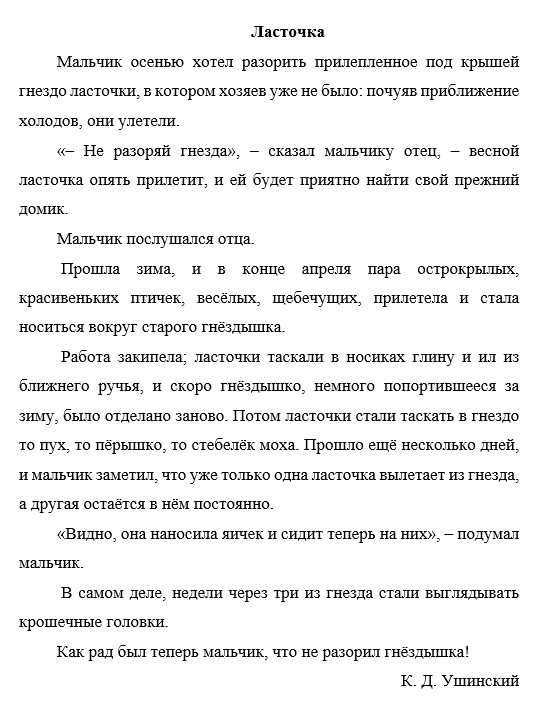 Ласточка
Мальчик осенью хотел разорить прилепленное под крышей
гнездо ласточки, в котором хозяев уже не было: почуяв приближение
холодов, они улетели.
«– Не разоряй гнезда», – сказал мальчику отец, – весной
ласточка опять прилетит, и ей будет приятно найти свой прежний
домик.
Мальчик послушался отца.
Прошла зима, и в конце апреля пара острокрылых,
красивеньких птичек, весёлых, щебечущих, прилетела и стала
носиться вокруг старого гнёздышка.
Работа закипела; ласточки таскали в носиках глину и ил из
ближнего ручья, и скоро гнёздышко, немного попортившееся за
зиму, было отделано заново. Потом ласточки стали таскать в гнездо
то пух, то пёрышко, то стебелёк моха. Прошло ещё несколько дней,
и мальчик заметил, что уже только одна ласточка вылетает из гнезда,
а другая остаётся в нём постоянно.
«Видно, она наносила яичек и сидит теперь на них», – подумал
мальчик.
В самом деле, недели через три из гнезда стали выглядывать
крошечные головки.
Как рад был теперь мальчик, что не разорил гнёздышка!
К. Д. Ушинский